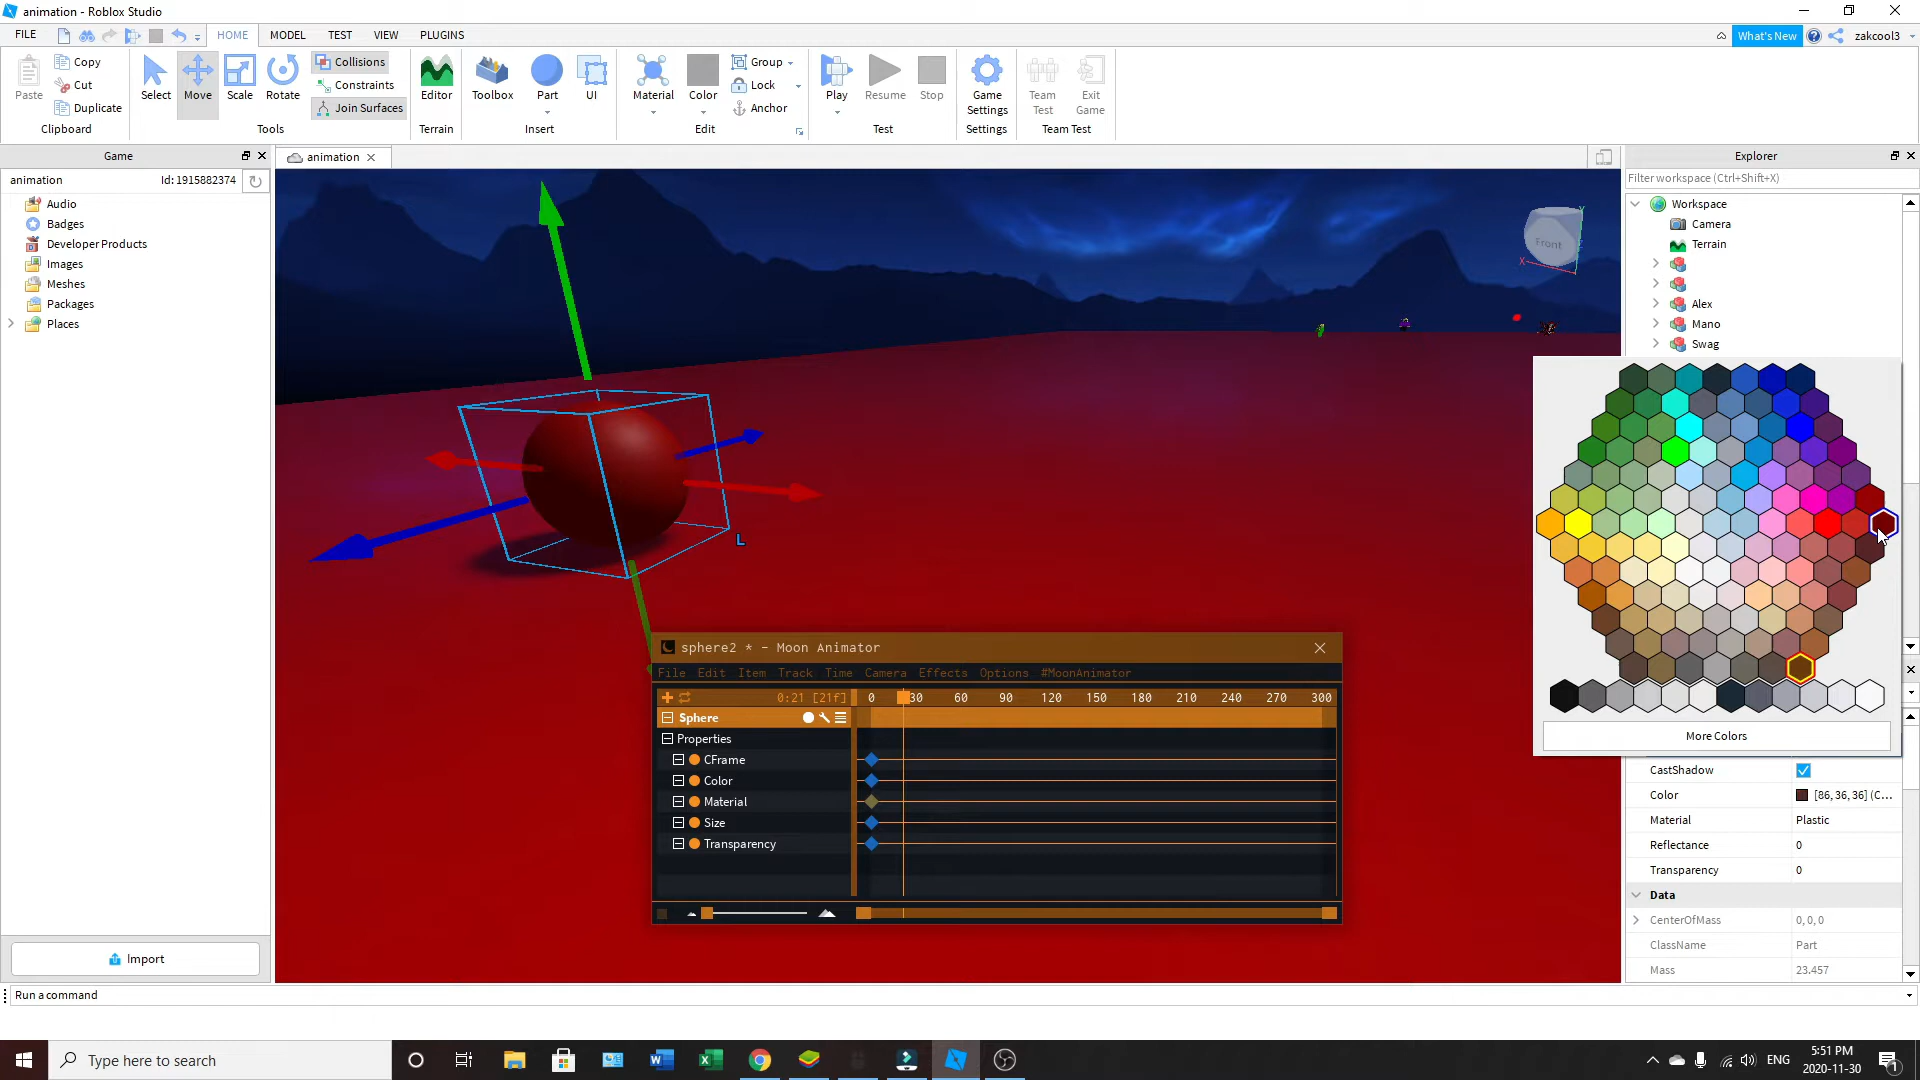 animation - Roblox Studio
FILE HOME MODEL TEST VIEW PLUGINS What's New zakcool3
Paste Copy Cut Duplicate Clipboard
Select Move Scale Rotate Collisions Constraints Join Surfaces Tools
Editor Terrain
Toolbox Part UI Insert
Material Color Group Lock Anchor Edit
Play Resume Stop Test
Game Settings Settings
Team Test Exit Game Team Test
Game
animation Id: 1915882374
Audio
Badges
Developer Products
Images
Meshes
Packages
Places
Import
animation
Front
X
Y
L
Explorer
Filter workspace (Ctrl+Shift+X)
Workspace
Camera
Terrain
Alex
Mano
Swag
More Colors
CastShadow
Color [86, 36, 36] (C...
Material Plastic
Reflectance 0
Transparency 0
Data
CenterOfMass 0, 0, 0
ClassName Part
Mass 23.457
sphere2 * - Moon Animator
File Edit Item Track Time Camera Effects Options #MoonAnimator
0:21 [21f] 0 30 60 90 120 150 180 210 240 270 300
Sphere
Properties
CFrame
Color
Material
Size
Transparency
Run a command
Type here to search
ENG
5:51 PM
2020-11-30
1